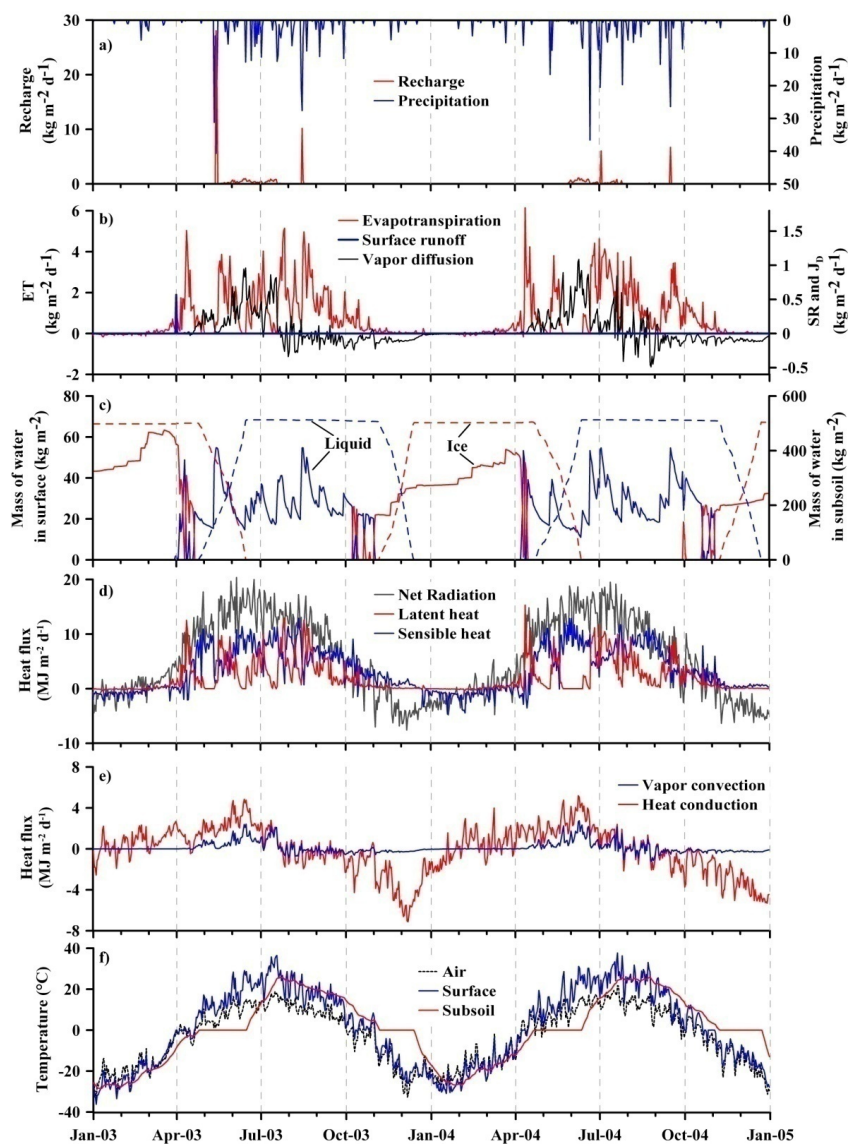 a)
30
20
10
0
Recharge
(kg m-2 d-1)
0
10
20
30
40
50
Precipitation
(kg m-2 d-1)
Recharge
Precipitation
b)
6
4
2
0
-2
ET
(kg m-2 d-1)
1.5
1
0.5
0
-0.5
SR and JD
(kg m-2 d-1)
Evapotranspiration
Surface runoff
Vapor diffusion
c)
80
60
40
20
0
Mass of water
in surface (kg m-2)
600
400
200
0
Mass of water
in subsoil (kg m-2)
Liquid
Ice
d)
20
10
0
-10
Heat flux
(MJ m-2 d-1)
Net Radiation
Latent heat
Sensible heat
e)
8
4
0
-4
-8
Heat flux
(MJ m-2 d-1)
Vapor convection
Heat conduction
f)
40
20
0
-20
-40
Temperature (°C)
Air
Surface
Subsoil
Jan-03 Apr-03 Jul-03 Oct-03 Jan-04 Apr-04 Jul-04 Oct-04 Jan-05